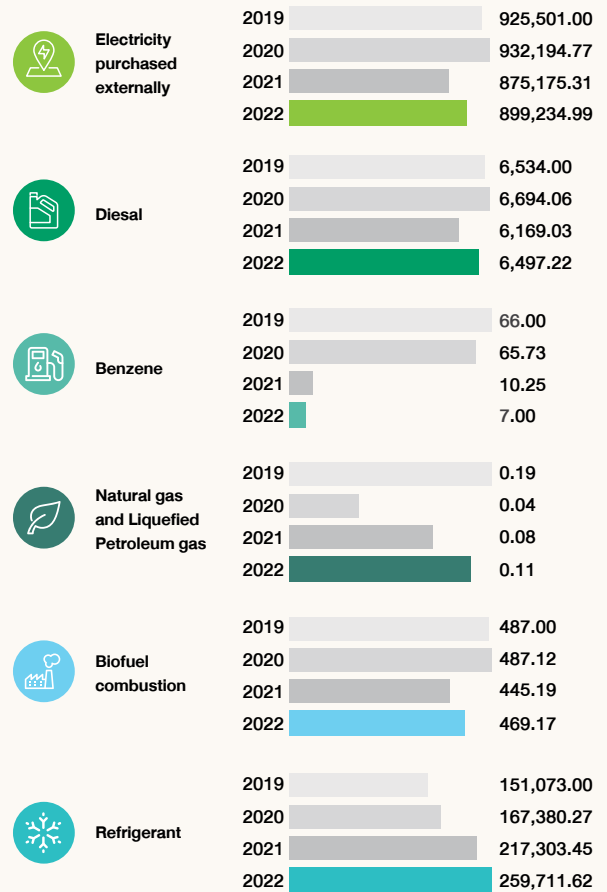 Electricity
purchased
externally
2019 925,501.00
2020 932,194.77
2021 875,175.31
2022 899,234.99
Diesal
2019 6,534.00
2020 6,694.06
2021 6,169.03
2022 6,497.22
Benzene
2019 66.00
2020 65.73
2021 10.25
2022 7.00
Natural gas
and Liquefied
Petroleum gas
2019 0.19
2020 0.04
2021 0.08
2022 0.11
Biofuel
combustion
2019 487.00
2020 487.12
2021 445.19
2022 469.17
Refrigerant
2019 151,073.00
2020 167,380.27
2021 217,303.45
2022 259,711.62